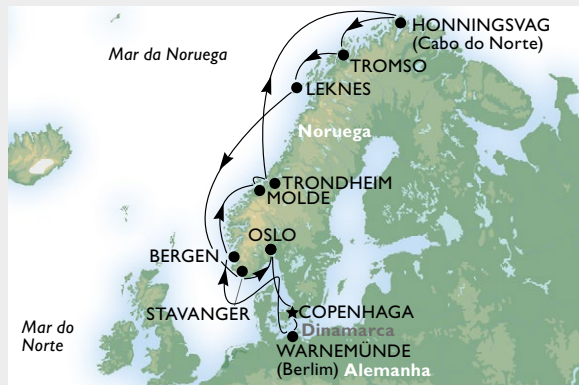 HONNINGSVAG
(Cabo do Norte)
Mar da Noruega
TROMSO
LEKNES
Noruega
TRONDHEIM
MOLDE
OSLO
BERGEN
STAVANGER
COPENHAGA
Dinamarca
Mar do
Norte
WARNEMÜNDE
(Berlim) Alemanha